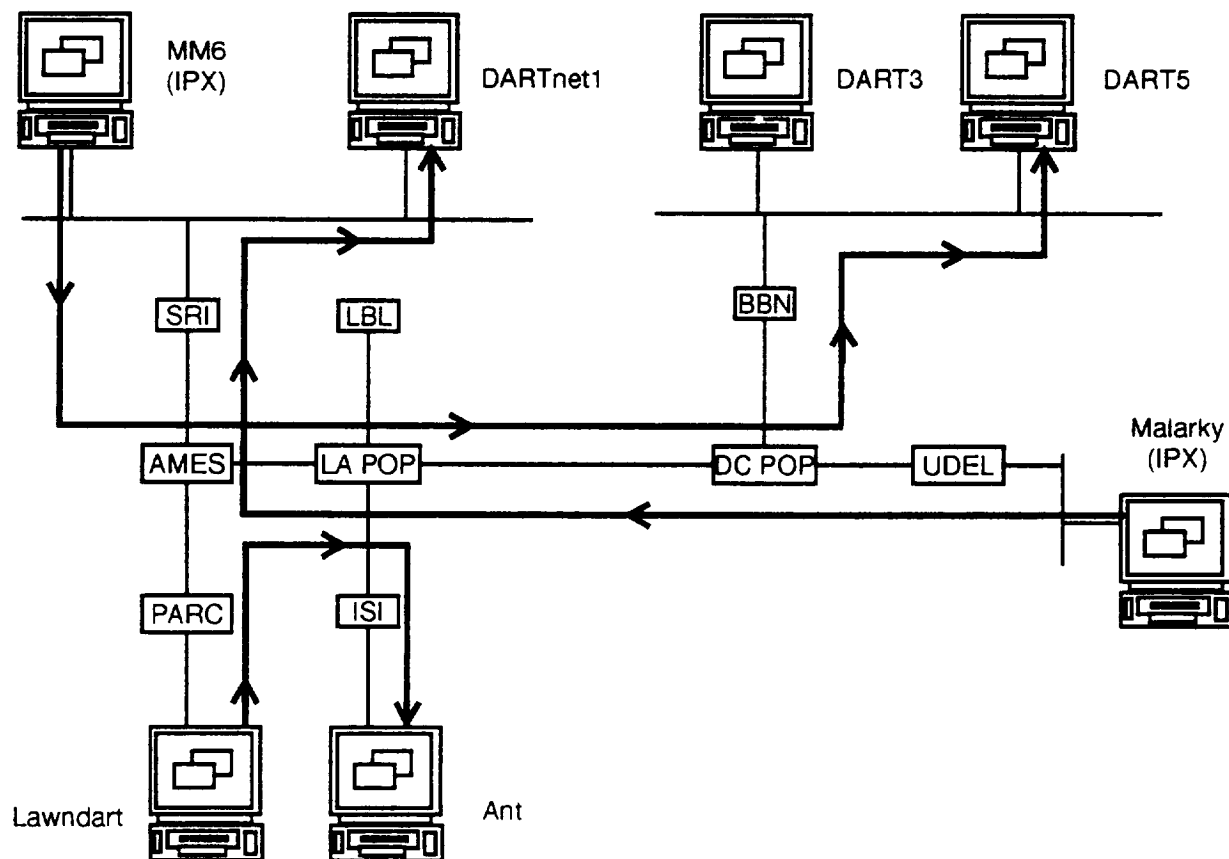 MM6
(IPX)
DARTnet1
DART3
DART5
SRI
LBL
BBN
AMES
LA POP
DC POP
UDEL
Malarky
(IPX)
PARC
ISI
Lawndart
Ant